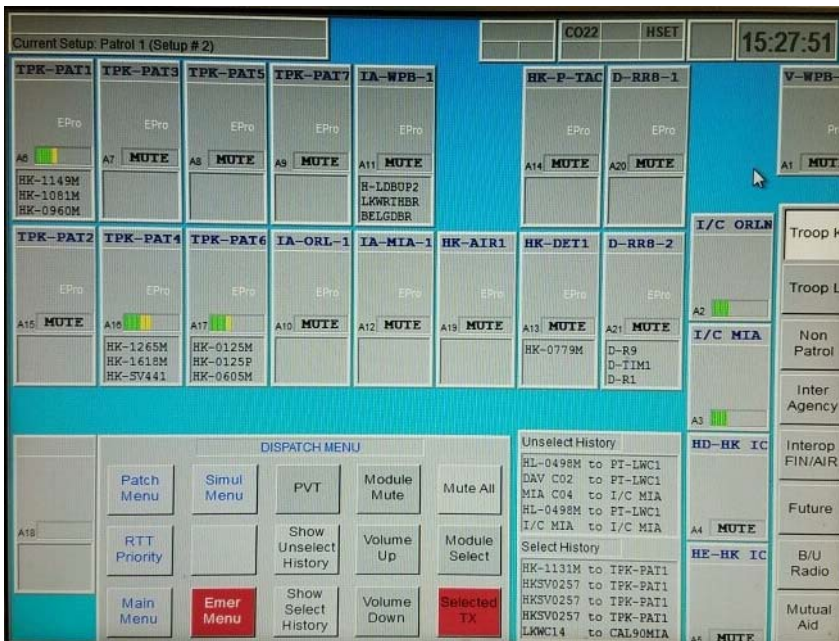 Current Setup: Patrol 1 (Setup # 2)
CO22 HSET
15:27:51
TPK-PAT1 TPK-PAT3 TPK-PAT5 TPK-PAT7 IA-WPB-1 HK-P-TAC D-RRB-1 V-WPB-
EPro EPro EPro EPro EPro EPro EPro
A6 A7 MUTE A8 MUTE A9 MUTE A11 MUTE A14 MUTE A20 MUTE A1 MUT
HK-1149M
HK-1081M
HK-0960M
H-LDBUP2
LKWRTHBR
BELGDBR
TPK-PAT2 TPK-PAT4 TPK-PAT6 IA-ORL-1 IA-MIA-1 HK-AIR1 HK-DET1 D-RRB-2
EPro EPro EPro EPro EPro EPro EPro EPro
A15 MUTE A16 A17 A10 MUTE A12 MUTE A19 MUTE A13 MUTE A21 MUTE
HK-1265M
HK-1618M
HK-SV441
HK-0125M
HK-0125P
HK-0605M
HK-0779M
D-R9
D-TIM1
D-R1
I/C ORLN
A2
I/C MIA
A3
HD-HK IC
A4 MUTE
HE-HK IC
A5 MUTE
Troop K
Troop L
Non
Patrol
Inter
Agency
Interop
FIN/AIR
Future
B/U
Radio
Mutual
Aid
A18
DISPATCH MENU
Patch
Menu
Simul
Menu
PVT
Module
Mute
Mute All
RTT
Priority
Show
Unselect
History
Volume
Up
Module
Select
Main
Menu
Emer
Menu
Show
Select
History
Volume
Down
Selected
TX
Unselect History
HL-0498M to PT-LWC1
DAV C02 to PT-LWC1
MIA C04 to I/C MIA
HL-0498M to PT-LWC1
I/C MIA to I/C MIA
Select History
HK-1131M to TPK-PAT1
HKSV0257 to TPK-PAT1
HKSV0257 to TPK-PAT1
HKSV0257 to TPK-PAT1
LKWC14 to CAL90MIA